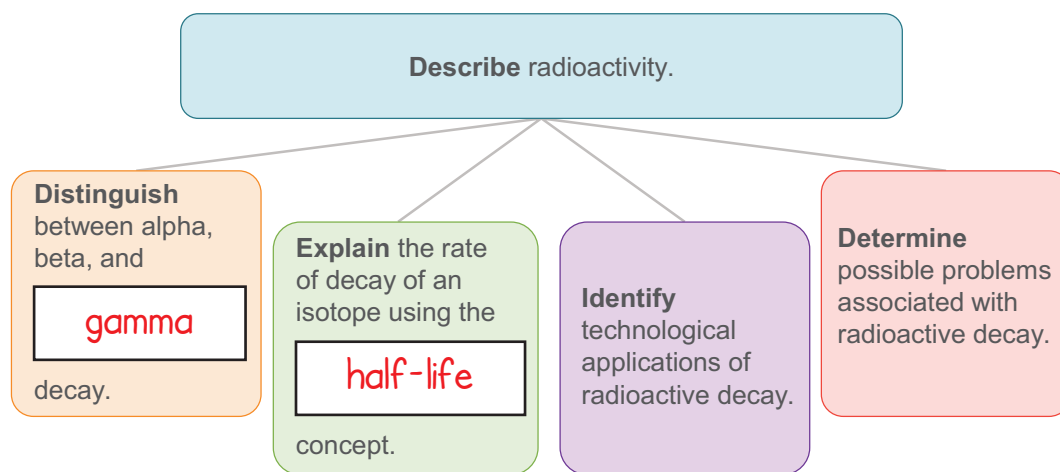 Describe radioactivity.
Distinguish
between alpha,
beta, and
gamma
decay.
Explain the rate
of decay of an
isotope using the
half-life
concept.
Identify
technological
applications of
radioactive decay.
Determine
possible problems
associated with
radioactive decay.